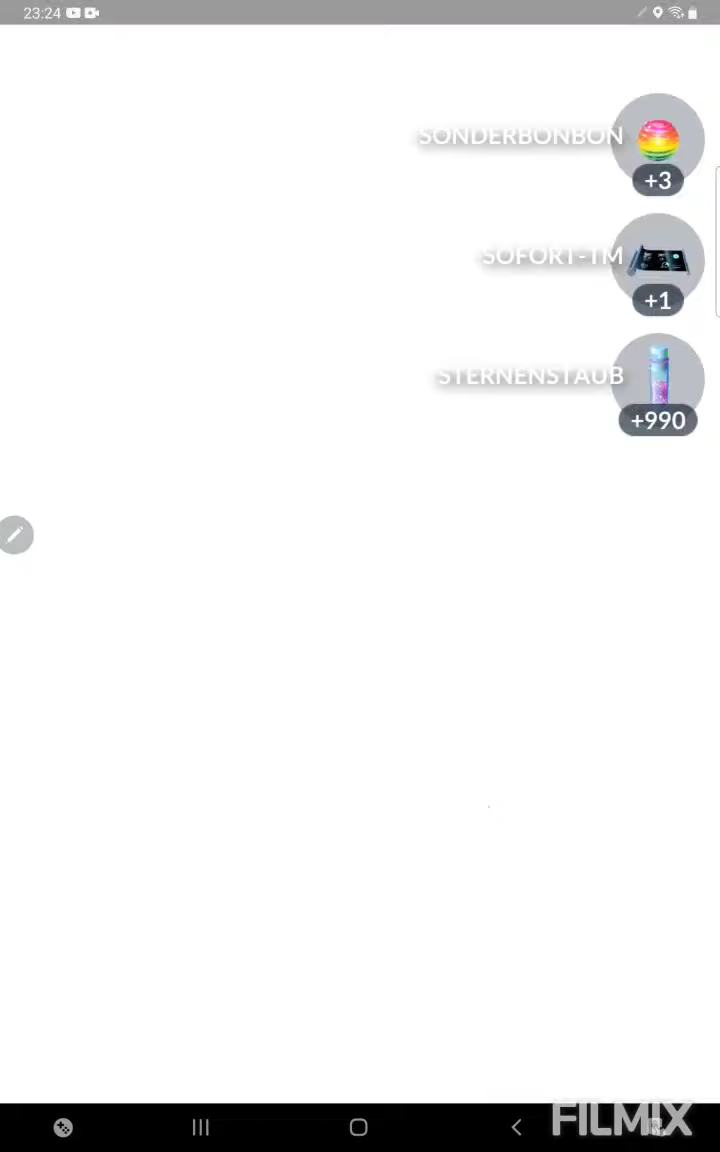 23:24
SONDERBONBON
+3
SOFORT-TM
+1
STERNENSTAUB
+990
FILMIX